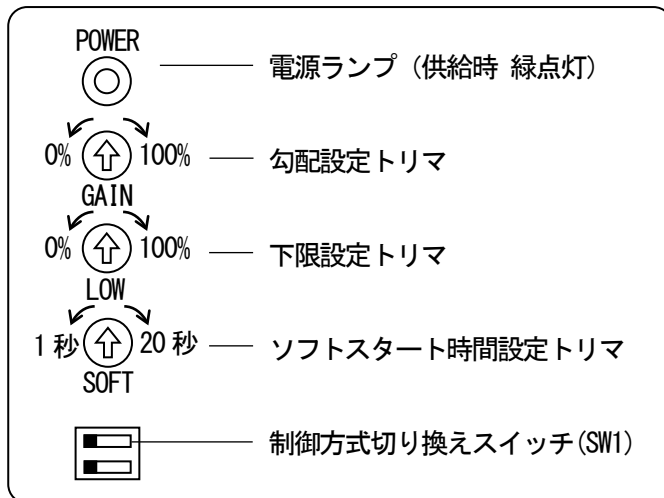 POWER
電源ランプ (供給時 緑点灯)
0% 100% 勾配設定トリマ
GAIN
0% 100% 下限設定トリマ
LOW
1秒 20秒 ソフトスタート時間設定トリマ
SOFT
制御方式切り換えスイッチ(SW1)